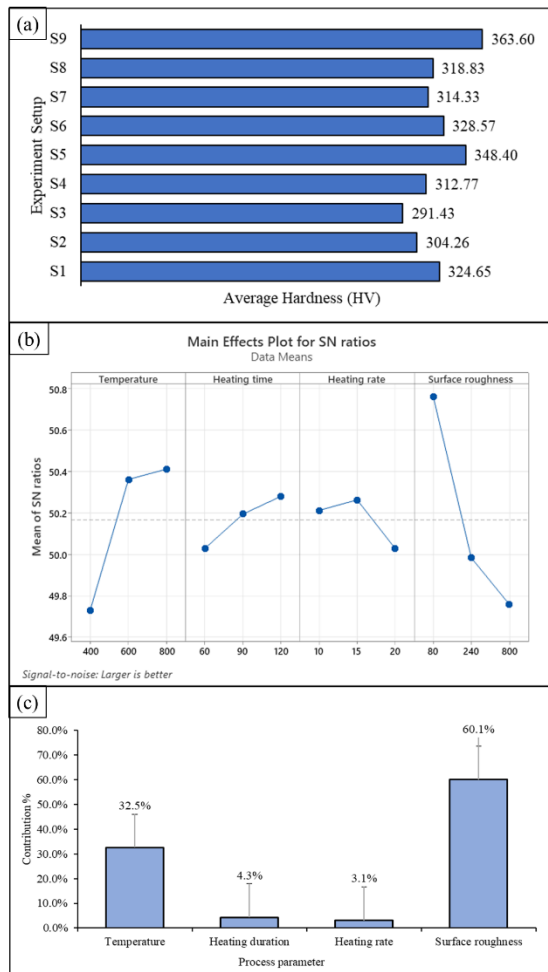 (a)
S9 363.60
S8 318.83
S7 314.33
S6 328.57
S5 348.40
S4 312.77
S3 291.43
S2 304.26
S1 324.65
Experiment Setup
Average Hardness (HV)
(b)
Main Effects Plot for SN ratios
Data Means
Temperature Heating time Heating rate Surface roughness
50.8
50.6
50.4
50.2
50.0
49.8
49.6
Mean of SN ratios
400 600 800 60 90 120 10 15 20 80 240 800
Signal-to-noise: Larger is better
(c)
80.0%
70.0%
60.0%
50.0%
40.0%
30.0%
20.0%
10.0%
0.0%
Contribution %
32.5% 4.3% 3.1% 60.1%
Temperature Heating duration Heating rate Surface roughness
Process parameter